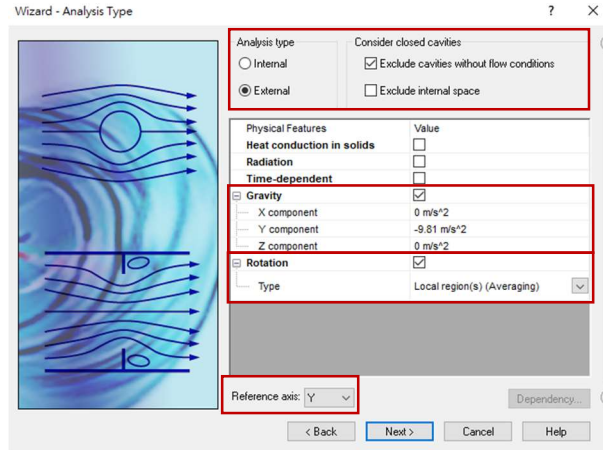 Wizard - Analysis Type ? X
Analysis type
Internal
External
Consider closed cavities
Exclude cavities without flow conditions
Exclude internal space
Physical Features Value
Heat conduction in solids
Radiation
Time-dependent
Gravity
X component 0 m/s^2
Y component -9.81 m/s^2
Z component 0 m/s^2
Rotation
Type Local region(s) (Averaging)
Reference axis: Y
Dependency...
< Back Next > Cancel Help